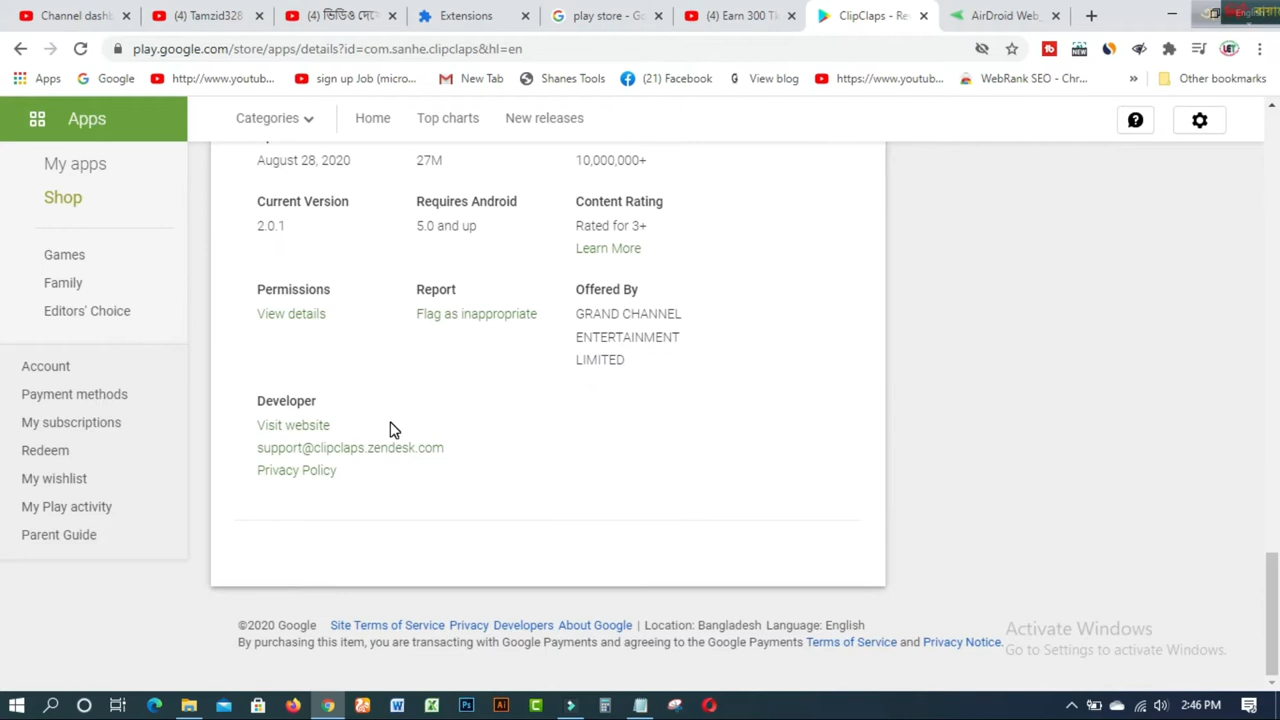 Channel dashb
(4) Tamzid328
(4) ভিডিও দে
Extensions
play store - G
(4) Earn 300 Tk
ClipClaps - Re
AirDroid Web
English
play.google.com/store/apps/details?id=com.sanhe.clipclaps&hl=en
Apps
Google
http://www.youtub...
sign up Job (micro...
New Tab
Shanes Tools
(21) Facebook
View blog
https://www.youtub...
WebRank SEO - Chr...
Other bookmarks
Apps
Categories
Home
Top charts
New releases
My apps
Shop
Games
Family
Editors' Choice
Account
Payment methods
My subscriptions
Redeem
My wishlist
My Play activity
Parent Guide
August 28, 2020
27M
10,000,000+
Current Version
Requires Android
Content Rating
2.0.1
5.0 and up
Rated for 3+
Learn More
Permissions
Report
Offered By
View details
Flag as inappropriate
GRAND CHANNEL
ENTERTAINMENT
LIMITED
Developer
Visit website
support@clipclaps.zendesk.com
Privacy Policy
©2020 Google Site Terms of Service Privacy Developers About Google | Location: Bangladesh Language: English
By purchasing this item, you are transacting with Google Payments and agreeing to the Google Payments Terms of Service and Privacy Notice.
Activate Windows
Go to Settings to activate Windows.
2:46 PM